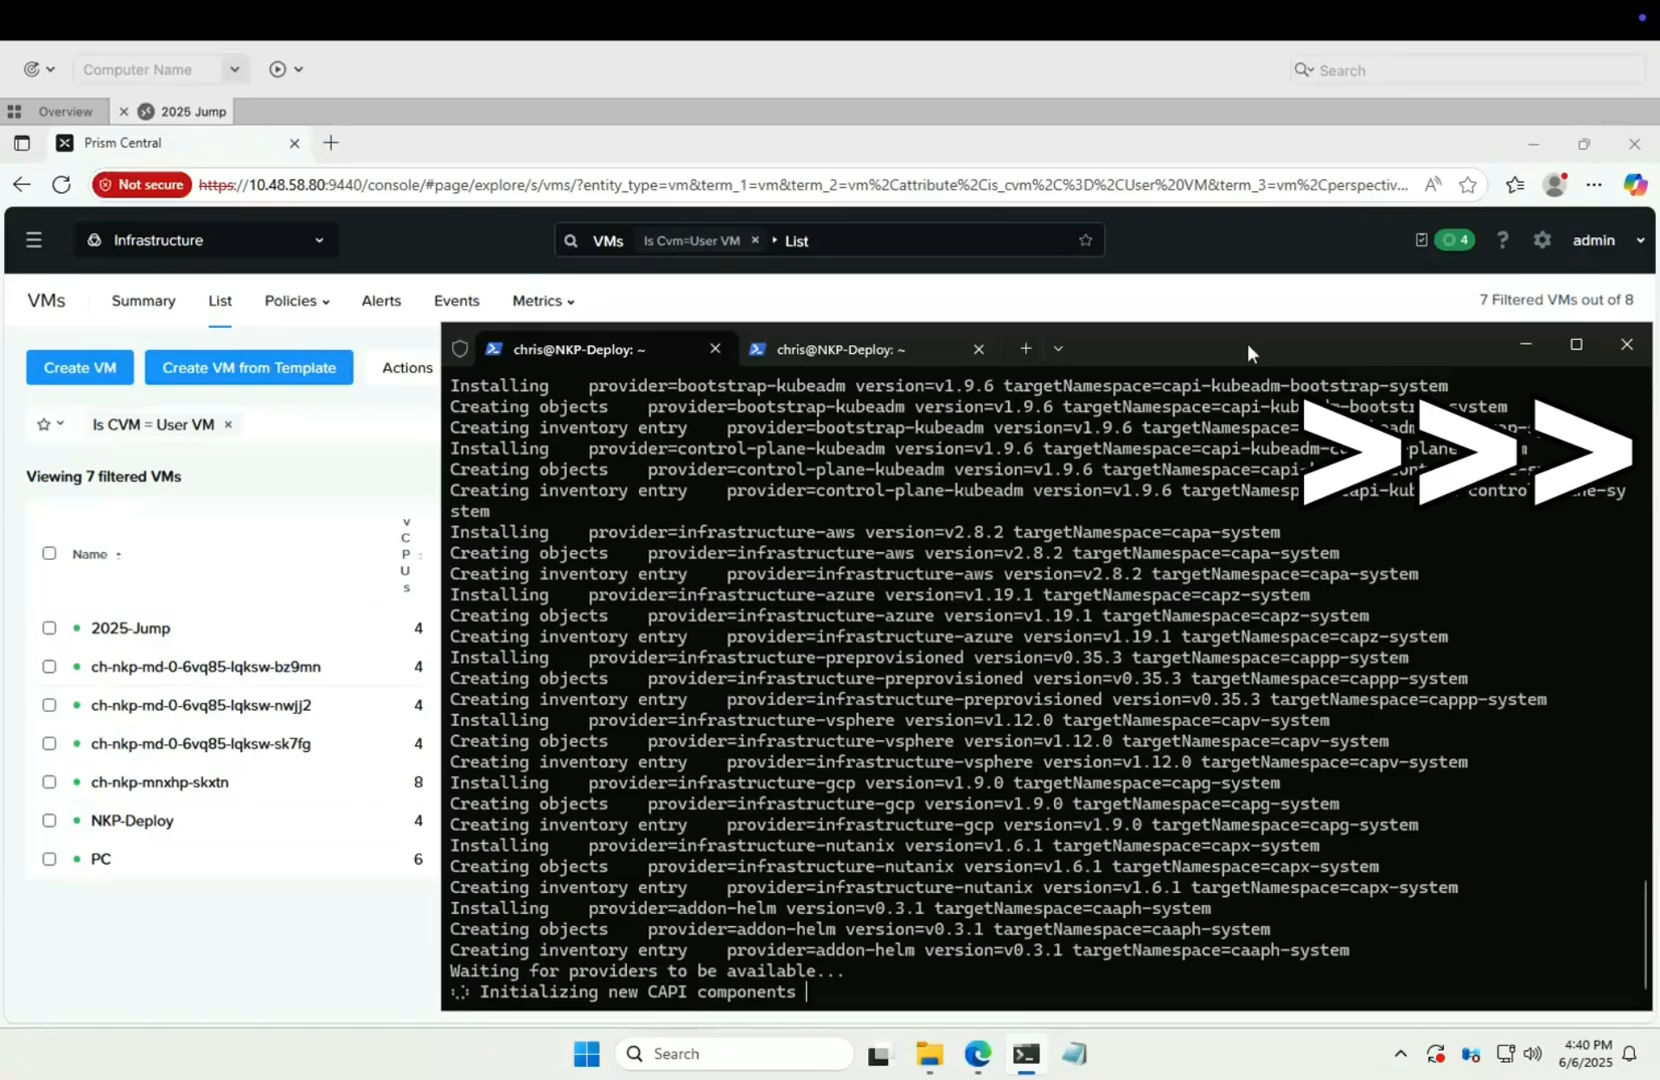 Computer Name
Search
Overview
2025 Jump
Prism Central
Not secure https://10.48.58.80:9440/console/#page/explore/s/vms/?entity_type=vm&term_1=vm&term_2=vm%2Cattribute%2Cis_cvm%2C%3D%2CUser%20VM&term_3=vm%2Cperspectiv...
Infrastructure
VMs Is Cvm=User VM × List
4 ? admin
VMs Summary List Policies Alerts Events Metrics
7 Filtered VMs out of 8
Create VM Create VM from Template Actions
Is CVM = User VM ×
Viewing 7 filtered VMs
Name vCPUs
2025-Jump 4
ch-nkp-md-0-6vq85-lqksw-bz9mn 4
ch-nkp-md-0-6vq85-lqksw-nwjj2 4
ch-nkp-md-0-6vq85-lqksw-sk7fg 4
ch-nkp-mnxhp-skxtn 8
NKP-Deploy 4
PC 6
chris@NKP-Deploy: ~ chris@NKP-Deploy: ~
Installing provider=bootstrap-kubeadm version=v1.9.6 targetNamespace=capi-kubeadm-bootstrap-system
Creating objects provider=bootstrap-kubeadm version=v1.9.6 targetNamespace=capi-kubeadm-bootstrap-system
Creating inventory entry provider=bootstrap-kubeadm version=v1.9.6 targetNamespace=
Installing provider=control-plane-kubeadm version=v1.9.6 targetNamespace=capi-kubeadm-control-plane-system
Creating objects provider=control-plane-kubeadm version=v1.9.6 targetNamespace=capi-
Creating inventory entry provider=control-plane-kubeadm version=v1.9.6 targetNamespace=capi-kubeadm-control-plane-sy
stem
Installing provider=infrastructure-aws version=v2.8.2 targetNamespace=capa-system
Creating objects provider=infrastructure-aws version=v2.8.2 targetNamespace=capa-system
Creating inventory entry provider=infrastructure-aws version=v2.8.2 targetNamespace=capa-system
Installing provider=infrastructure-azure version=v1.19.1 targetNamespace=capz-system
Creating objects provider=infrastructure-azure version=v1.19.1 targetNamespace=capz-system
Creating inventory entry provider=infrastructure-azure version=v1.19.1 targetNamespace=capz-system
Installing provider=infrastructure-preprovisioned version=v0.35.3 targetNamespace=cappp-system
Creating objects provider=infrastructure-preprovisioned version=v0.35.3 targetNamespace=cappp-system
Creating inventory entry provider=infrastructure-preprovisioned version=v0.35.3 targetNamespace=cappp-system
Installing provider=infrastructure-vsphere version=v1.12.0 targetNamespace=capv-system
Creating objects provider=infrastructure-vsphere version=v1.12.0 targetNamespace=capv-system
Creating inventory entry provider=infrastructure-vsphere version=v1.12.0 targetNamespace=capv-system
Installing provider=infrastructure-gcp version=v1.9.0 targetNamespace=capg-system
Creating objects provider=infrastructure-gcp version=v1.9.0 targetNamespace=capg-system
Creating inventory entry provider=infrastructure-gcp version=v1.9.0 targetNamespace=capg-system
Installing provider=infrastructure-nutanix version=v1.6.1 targetNamespace=capx-system
Creating objects provider=infrastructure-nutanix version=v1.6.1 targetNamespace=capx-system
Creating inventory entry provider=infrastructure-nutanix version=v1.6.1 targetNamespace=capx-system
Installing provider=addon-helm version=v0.3.1 targetNamespace=caaph-system
Creating objects provider=addon-helm version=v0.3.1 targetNamespace=caaph-system
Creating inventory entry provider=addon-helm version=v0.3.1 targetNamespace=caaph-system
Waiting for providers to be available...
Initializing new CAPI components
>>>
Search
4:40 PM
6/6/2025